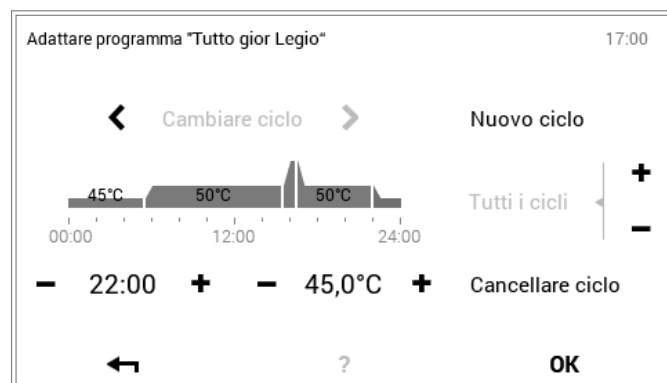 Adattare programma "Tutto gior Legio“ 17:00
Cambiare ciclo Nuovo ciclo
45°C 50°C 50°C
Tutti i cicli
+
−
00:00 12:00 24:00
− 22:00 + − 45,0°C + Cancellare ciclo
? OK